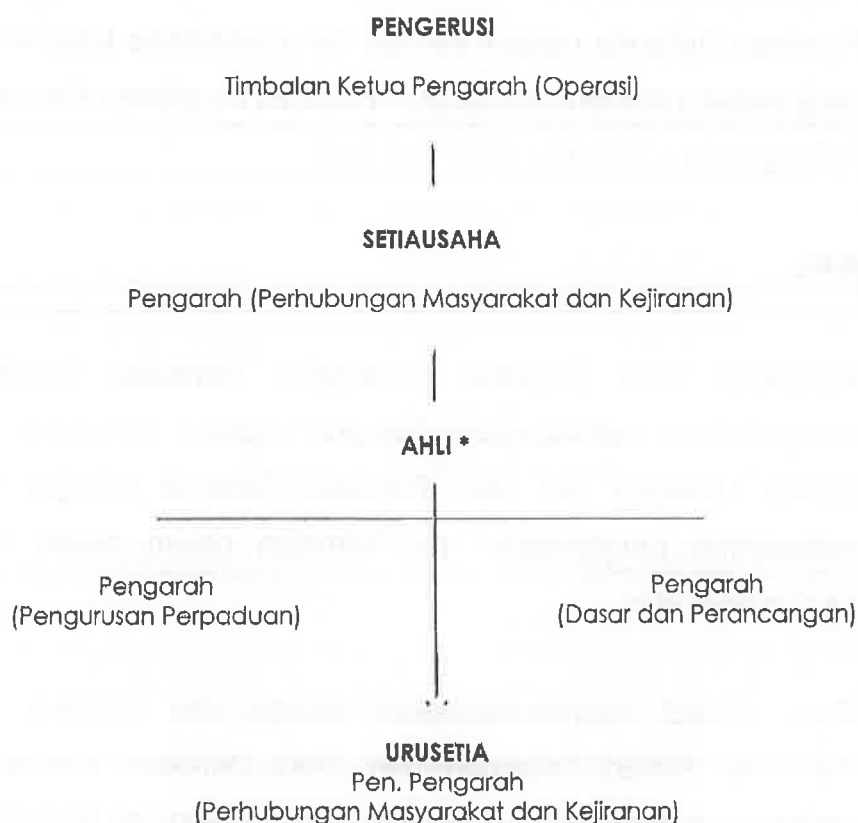 PENGERUSI
Timbalan Ketua Pengarah (Operasi)
SETIAUSAHA
Pengarah (Perhubungan Masyarakat dan Kejiranan)
AHLI *
Pengarah
(Pengurusan Perpaduan)
Pengarah
(Dasar dan Perancangan)
URUSETIA
Pen. Pengarah
(Perhubungan Masyarakat dan Kejiranan)